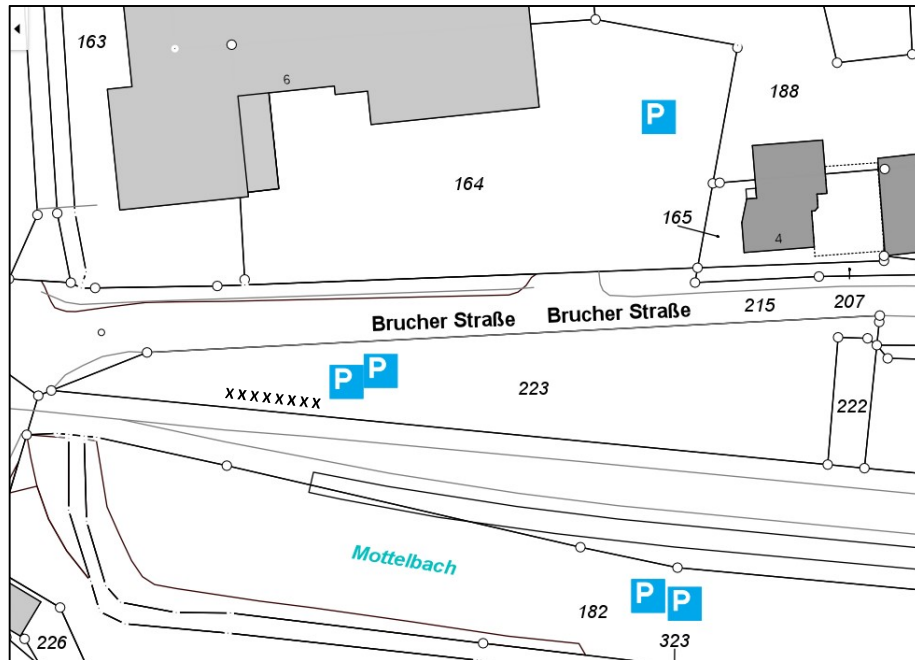 163
6
P
188
164
165
4
Brucher Straße
Brucher Straße
215
207
P
P
XXXXXXXX
223
222
Mottelbach
P
P
182
323
226